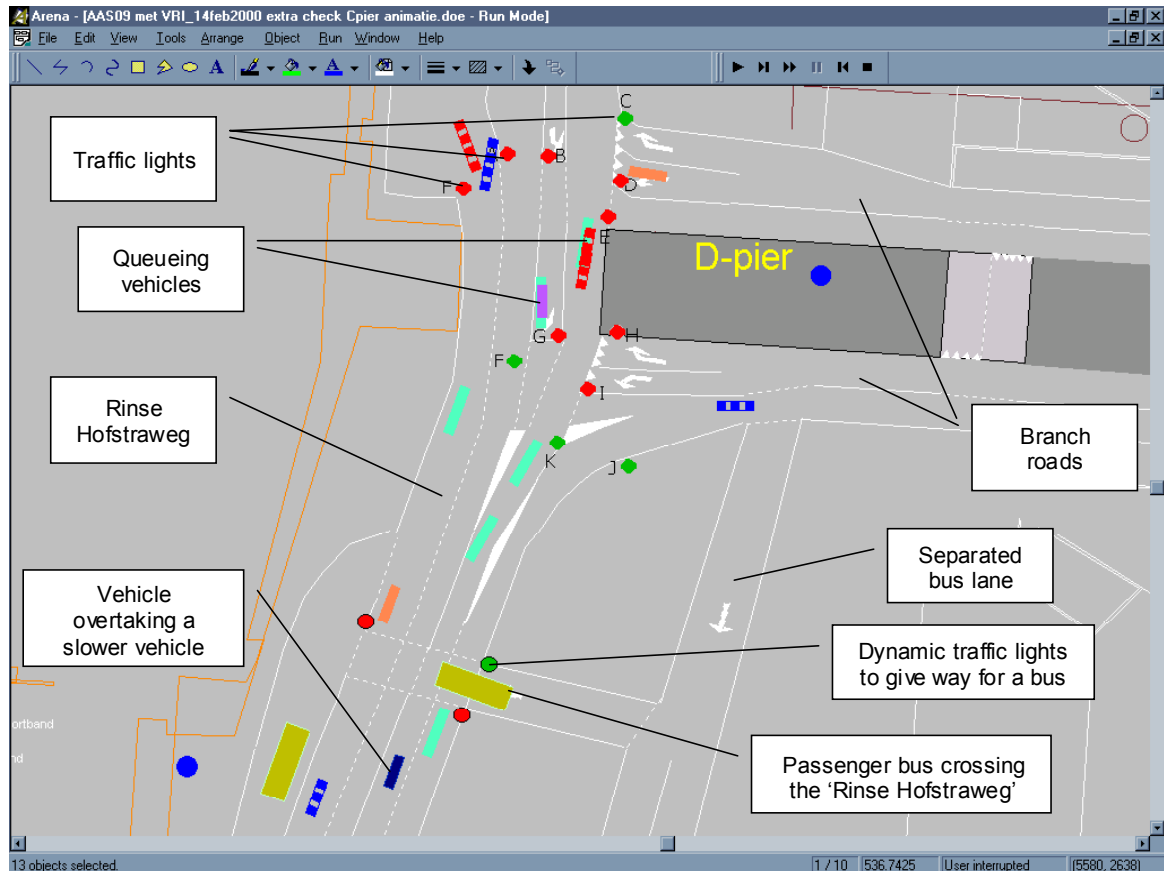 Arena - [AAS09 met VRI_14feb2000 extra check Cpier animatie.doe - Run Mode]
File Edit View Tools Arrange Object Run Window Help
A A
C
Traffic lights
B
F
D
Queueing
vehicles
E
D-pier
G
H
F
I
Rinse
Hofstraweg
Branch
roads
K
J
Separated
bus lane
Vehicle
overtaking a
slower vehicle
Dynamic traffic lights
to give way for a bus
ortband
nd
Passenger bus crossing
the ‘Rinse Hofstraweg’
13 objects selected.
1 / 10 536.7425 User interrupted (5580, 2638)